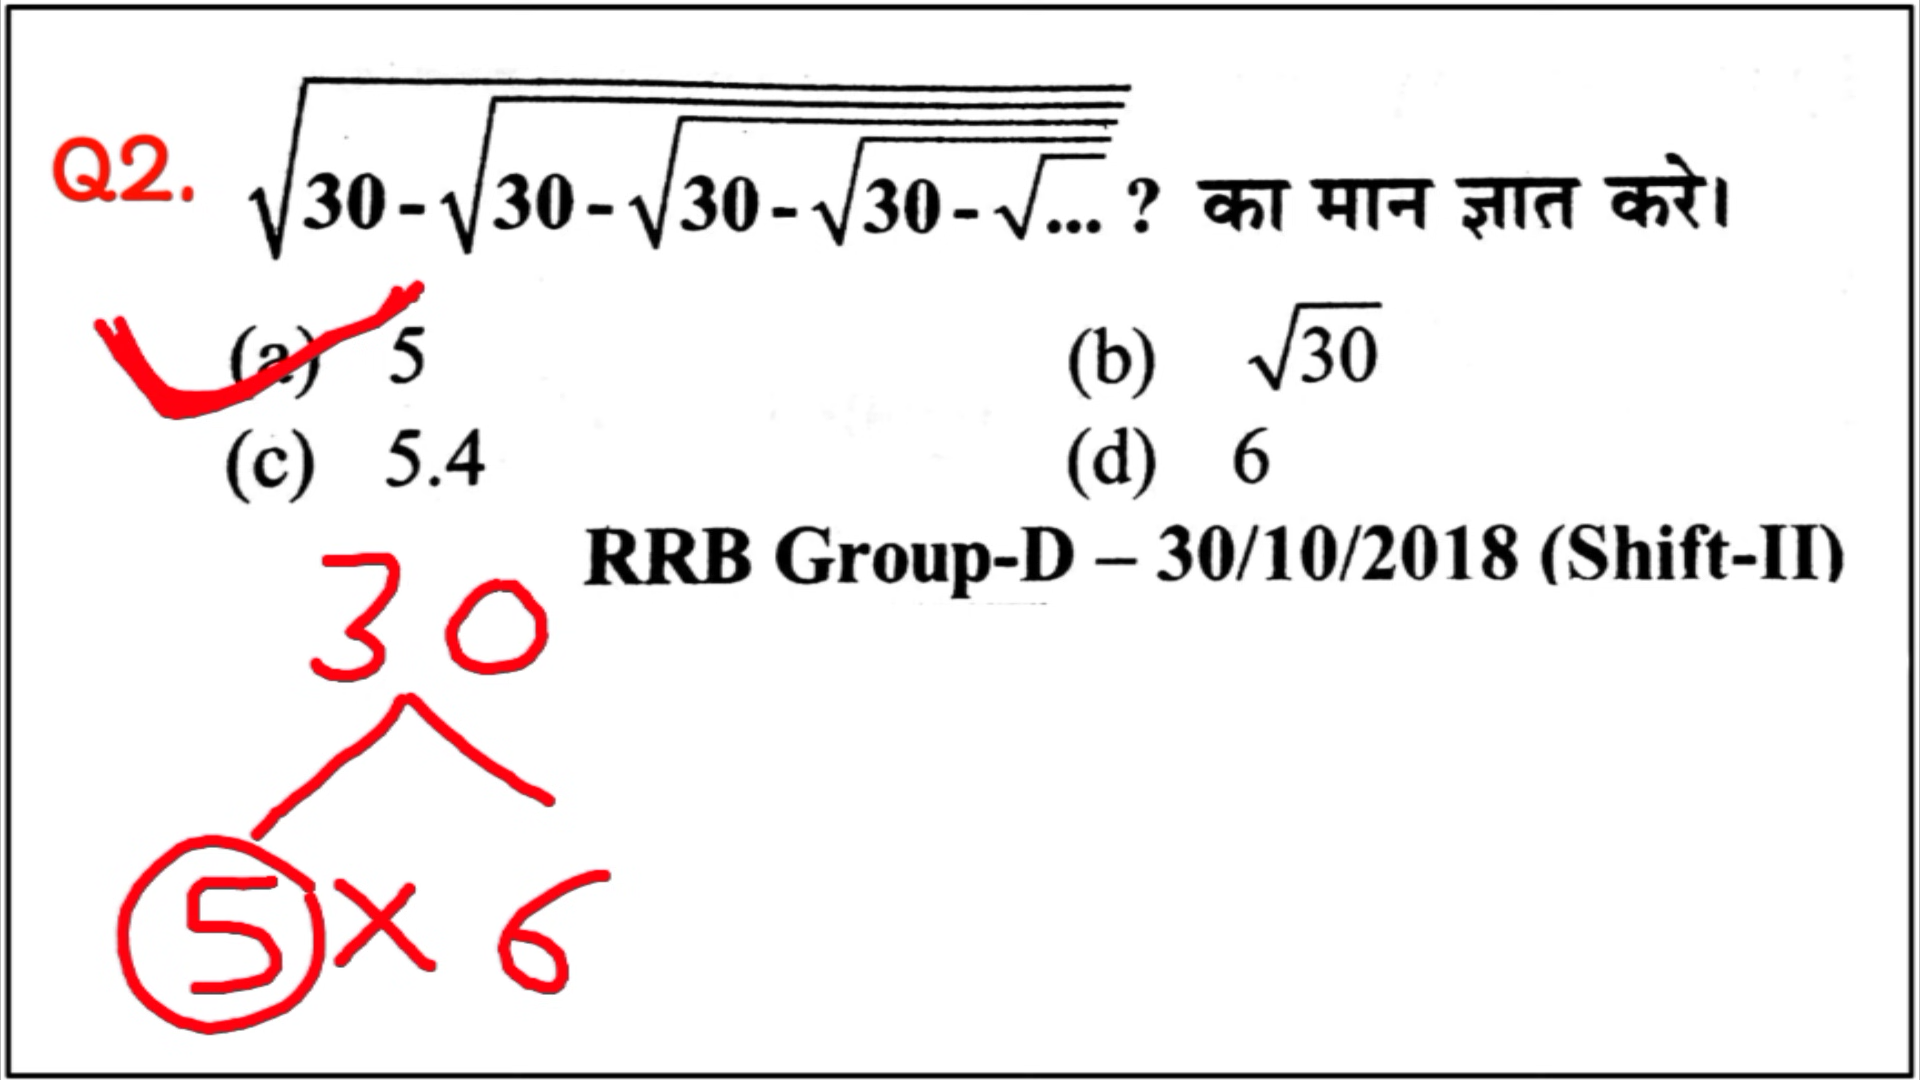 Q2. √30 - √30 - √30 - √30 - √... ? का मान ज्ञात करे।
(a) 5 (b) √30
(c) 5.4 (d) 6
RRB Group-D – 30/10/2018 (Shift-II)
30
5 × 6